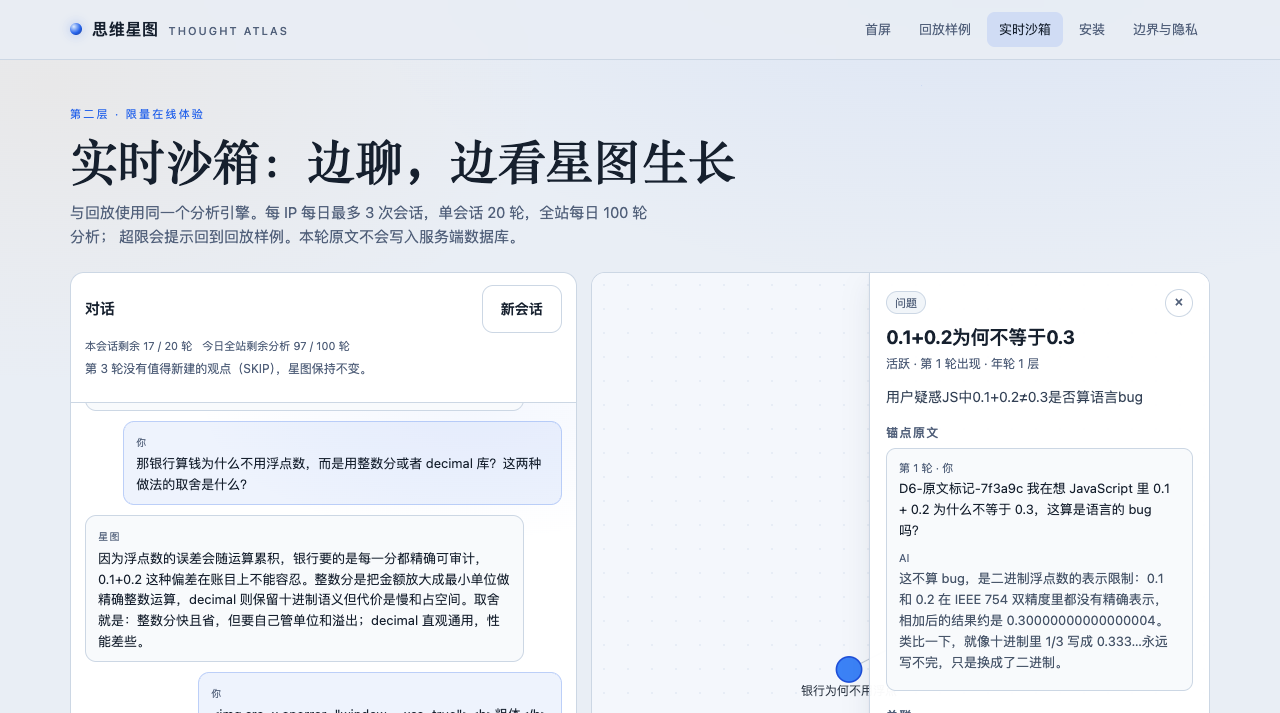 思维星图 THOUGHT ATLAS
首屏 回放样例 实时沙箱 安装 边界与隐私
第二层 · 限量在线体验
实时沙箱：边聊，边看星图生长
与回放使用同一个分析引擎。每 IP 每日最多 3 次会话，单会话 20 轮，全站每日 100 轮
分析； 超限会提示回到回放样例。本轮原文不会写入服务端数据库。
对话
新会话
本会话剩余 17 / 20 轮 今日全站剩余分析 97 / 100 轮
第 3 轮没有值得新建的观点（SKIP），星图保持不变。
你
那银行算钱为什么不用浮点数，而是用整数分或者 decimal 库？这两种
做法的取舍是什么？
星图
因为浮点数的误差会随运算累积，银行要的是每一分都精确可审计，
0.1+0.2 这种偏差在账目上不能容忍。整数分是把金额放大成最小单位做
精确整数运算，decimal 则保留十进制语义但代价是慢和占空间。取舍
就是：整数分快且省，但要自己管单位和溢出；decimal 直观通用，性
能差些。
你
银行为何不用
问题
×
0.1+0.2为何不等于0.3
活跃 · 第 1 轮出现 · 年轮 1 层
用户疑惑JS中0.1+0.2≠0.3是否算语言bug
锚点原文
第 1 轮 · 你
D6-原文标记-7f3a9c 我在想 JavaScript 里 0.1
+ 0.2 为什么不等于 0.3，这算是语言的 bug
吗？
AI
这不算 bug，是二进制浮点数的表示限制：0.1
和 0.2 在 IEEE 754 双精度里都没有精确表示，
相加后的结果约是 0.30000000000000004。
类比一下，就像十进制里 1/3 写成 0.333…永远
写不完，只是换成了二进制。